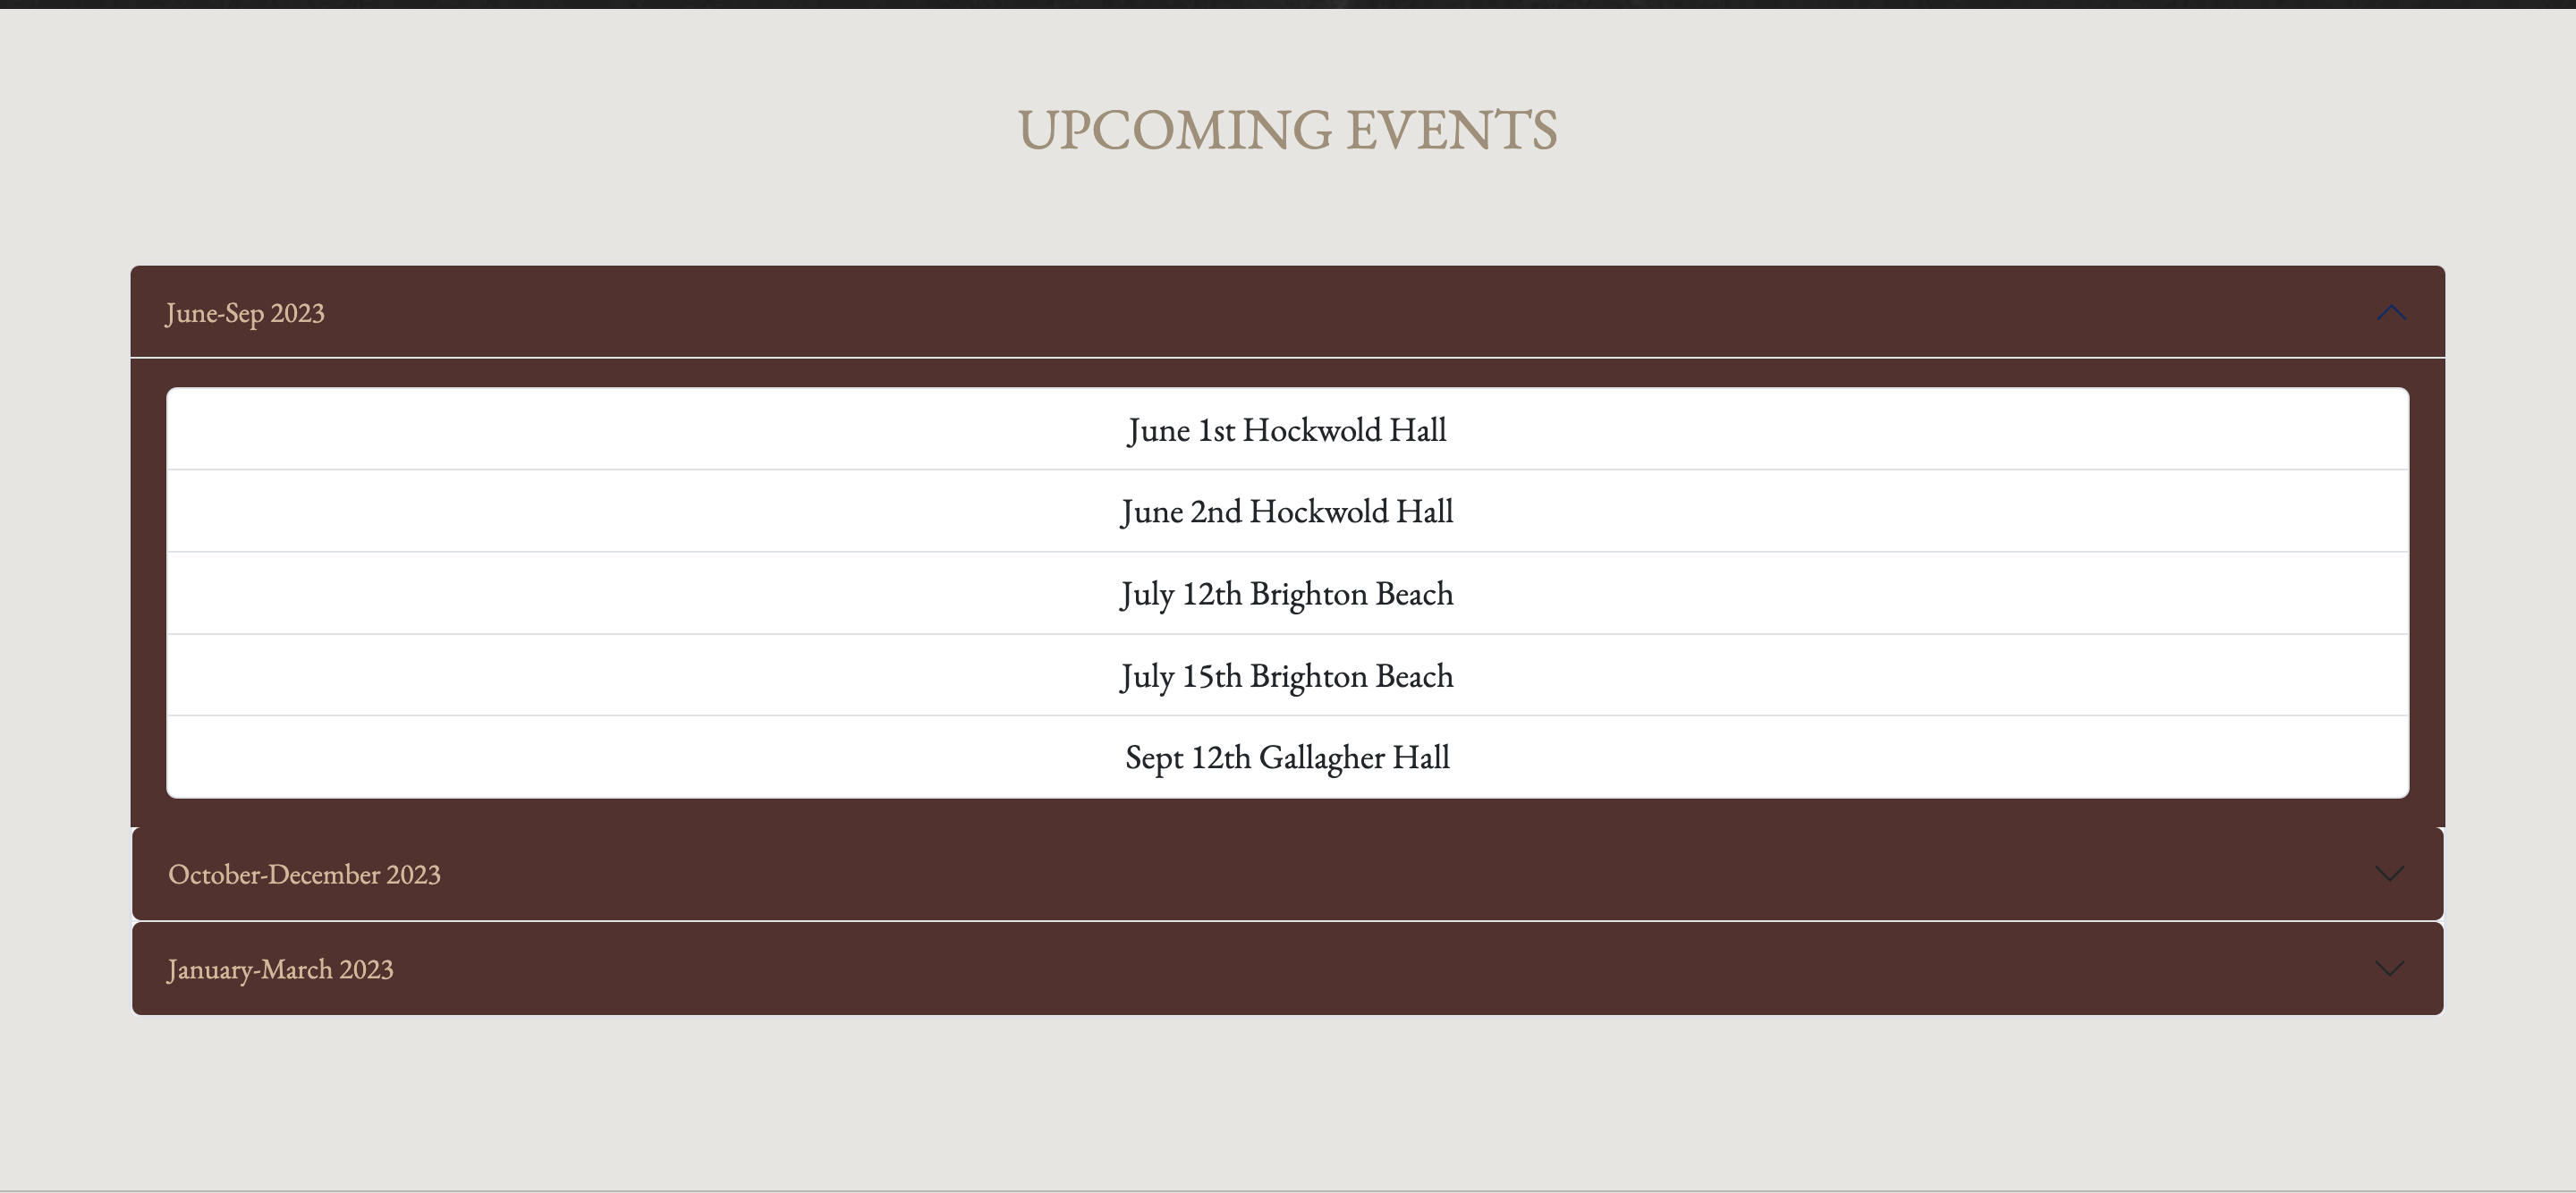 UPCOMING EVENTS
June-Sep 2023
June 1st Hockwold Hall
June 2nd Hockwold Hall
July 12th Brighton Beach
July 15th Brighton Beach
Sept 12th Gallagher Hall
October-December 2023
January-March 2023